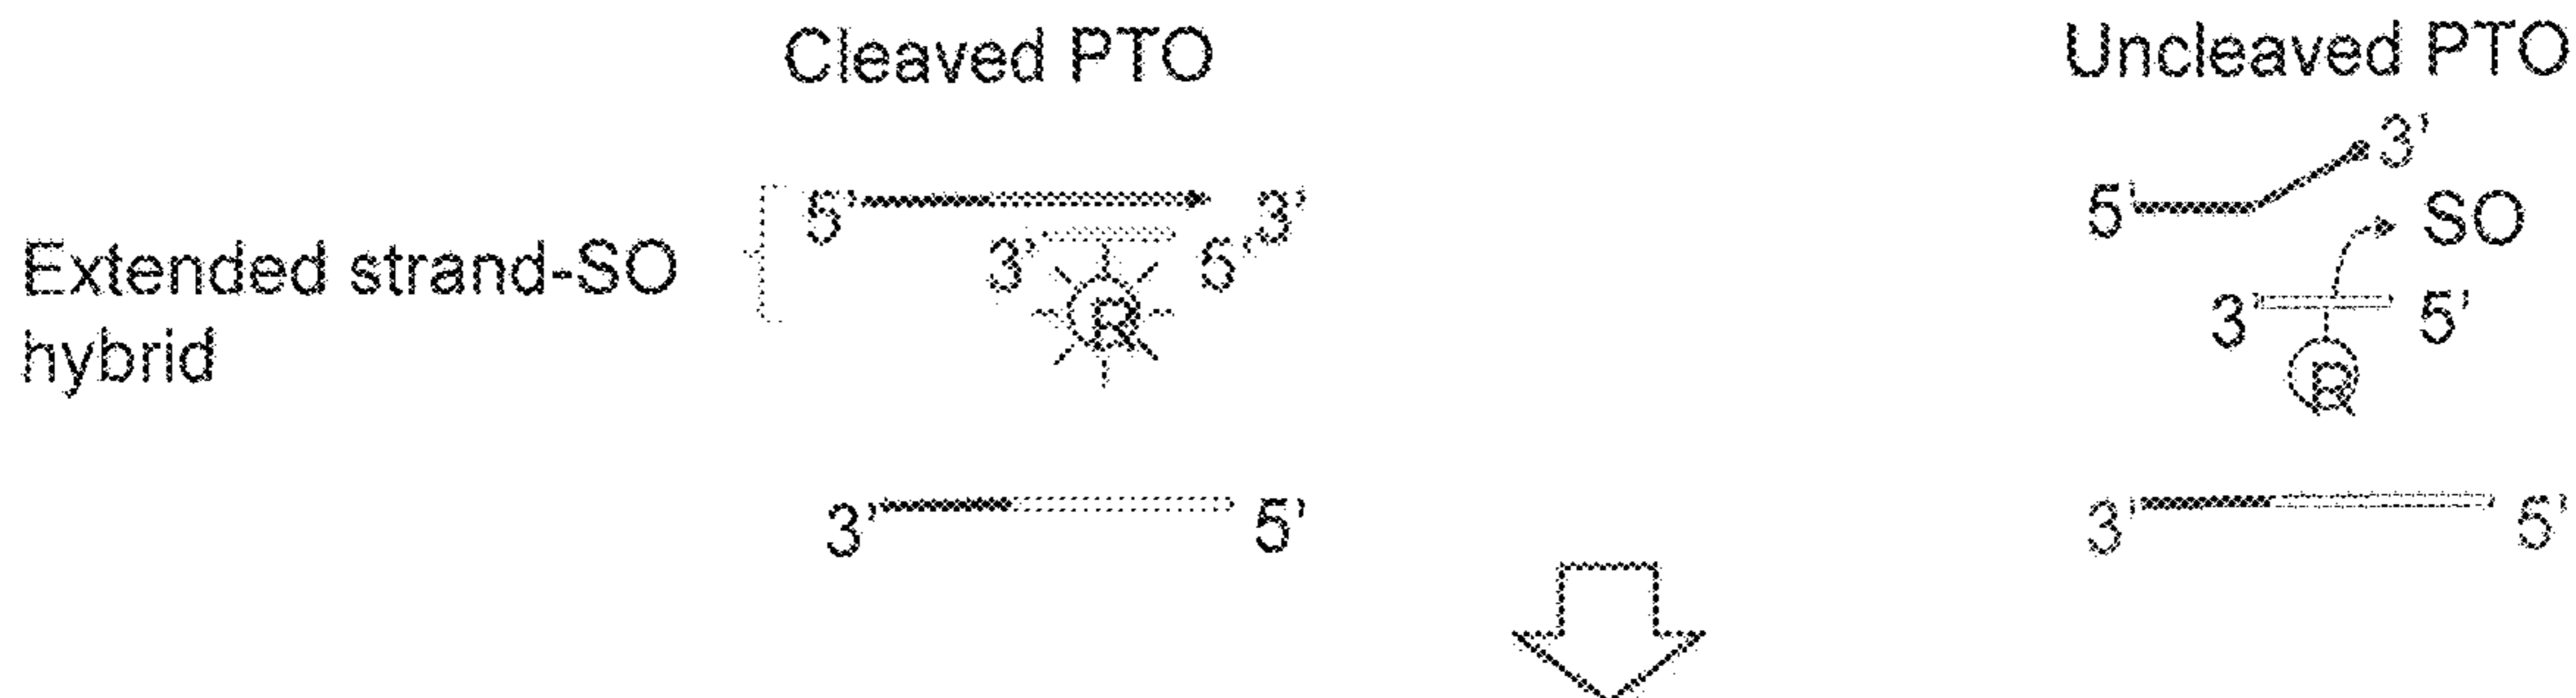 Cleaved PTO
Uncleaved PTO
3'
5' 3'
5' SO
Extended strand-SO
hybrid
3' 5'
R
3' 5'
R
3' 5'
3' 5'